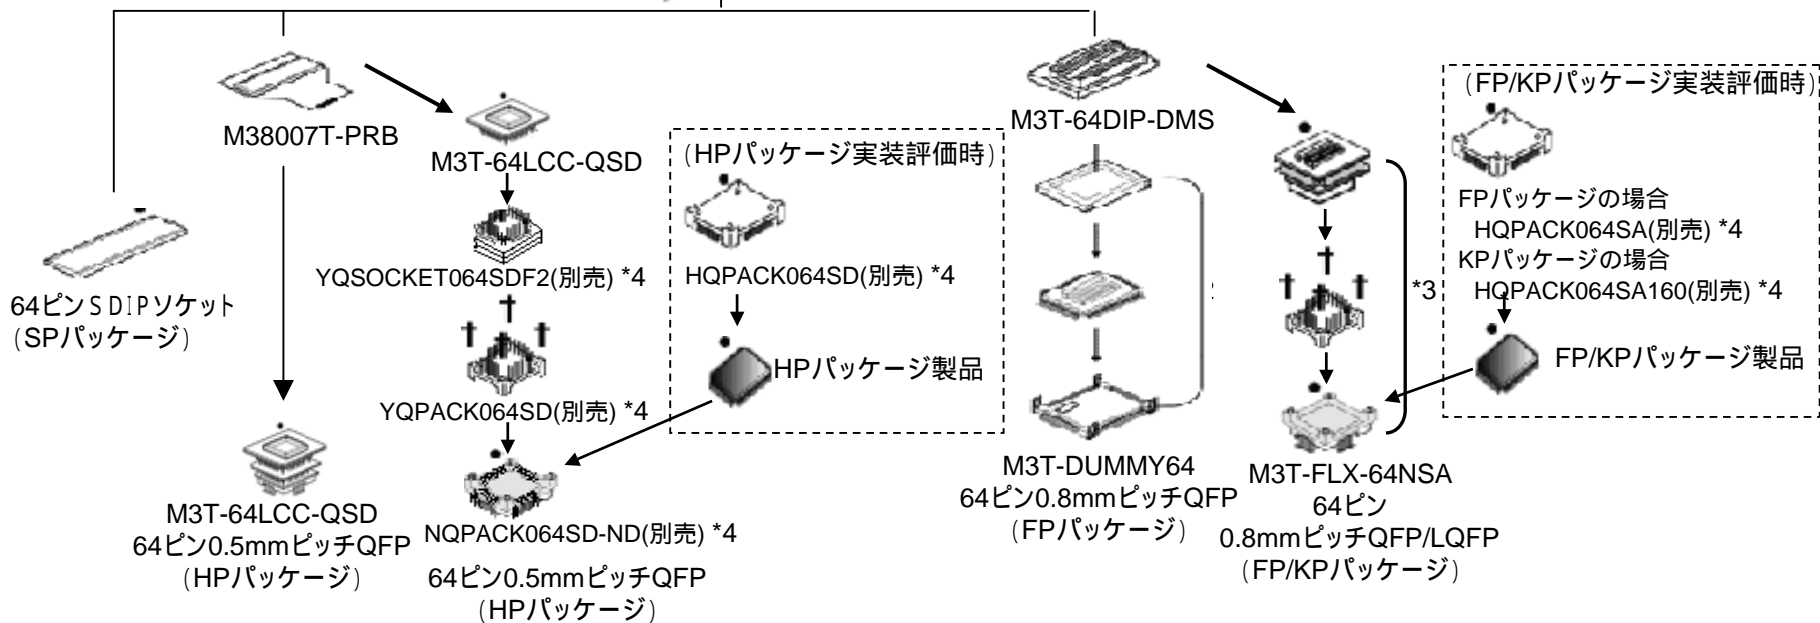 M38007T-PRB
M3T-64LCC-QSD
64ピンSDIPソケット
(SPパッケージ)
YQSOCKET064SDF2(別売) *4
YQPACK064SD(別売) *4
M3T-64LCC-QSD
64ピン0.5mmピッチQFP
(HPパッケージ)
NQPACK064SD-ND(別売) *4
64ピン0.5mmピッチQFP
(HPパッケージ)
(HPパッケージ実装評価時)
HQPACK064SD(別売) *4
HPパッケージ製品
M3T-64DIP-DMS
M3T-DUMMY64
64ピン0.8mmピッチQFP
(FPパッケージ)
*3
M3T-FLX-64NSA
64ピン
0.8mmピッチQFP/LQFP
(FP/KPパッケージ)
(FP/KPパッケージ実装評価時)
FPパッケージの場合
HQPACK064SA(別売) *4
KPパッケージの場合
HQPACK064SA160(別売) *4
FP/KPパッケージ製品